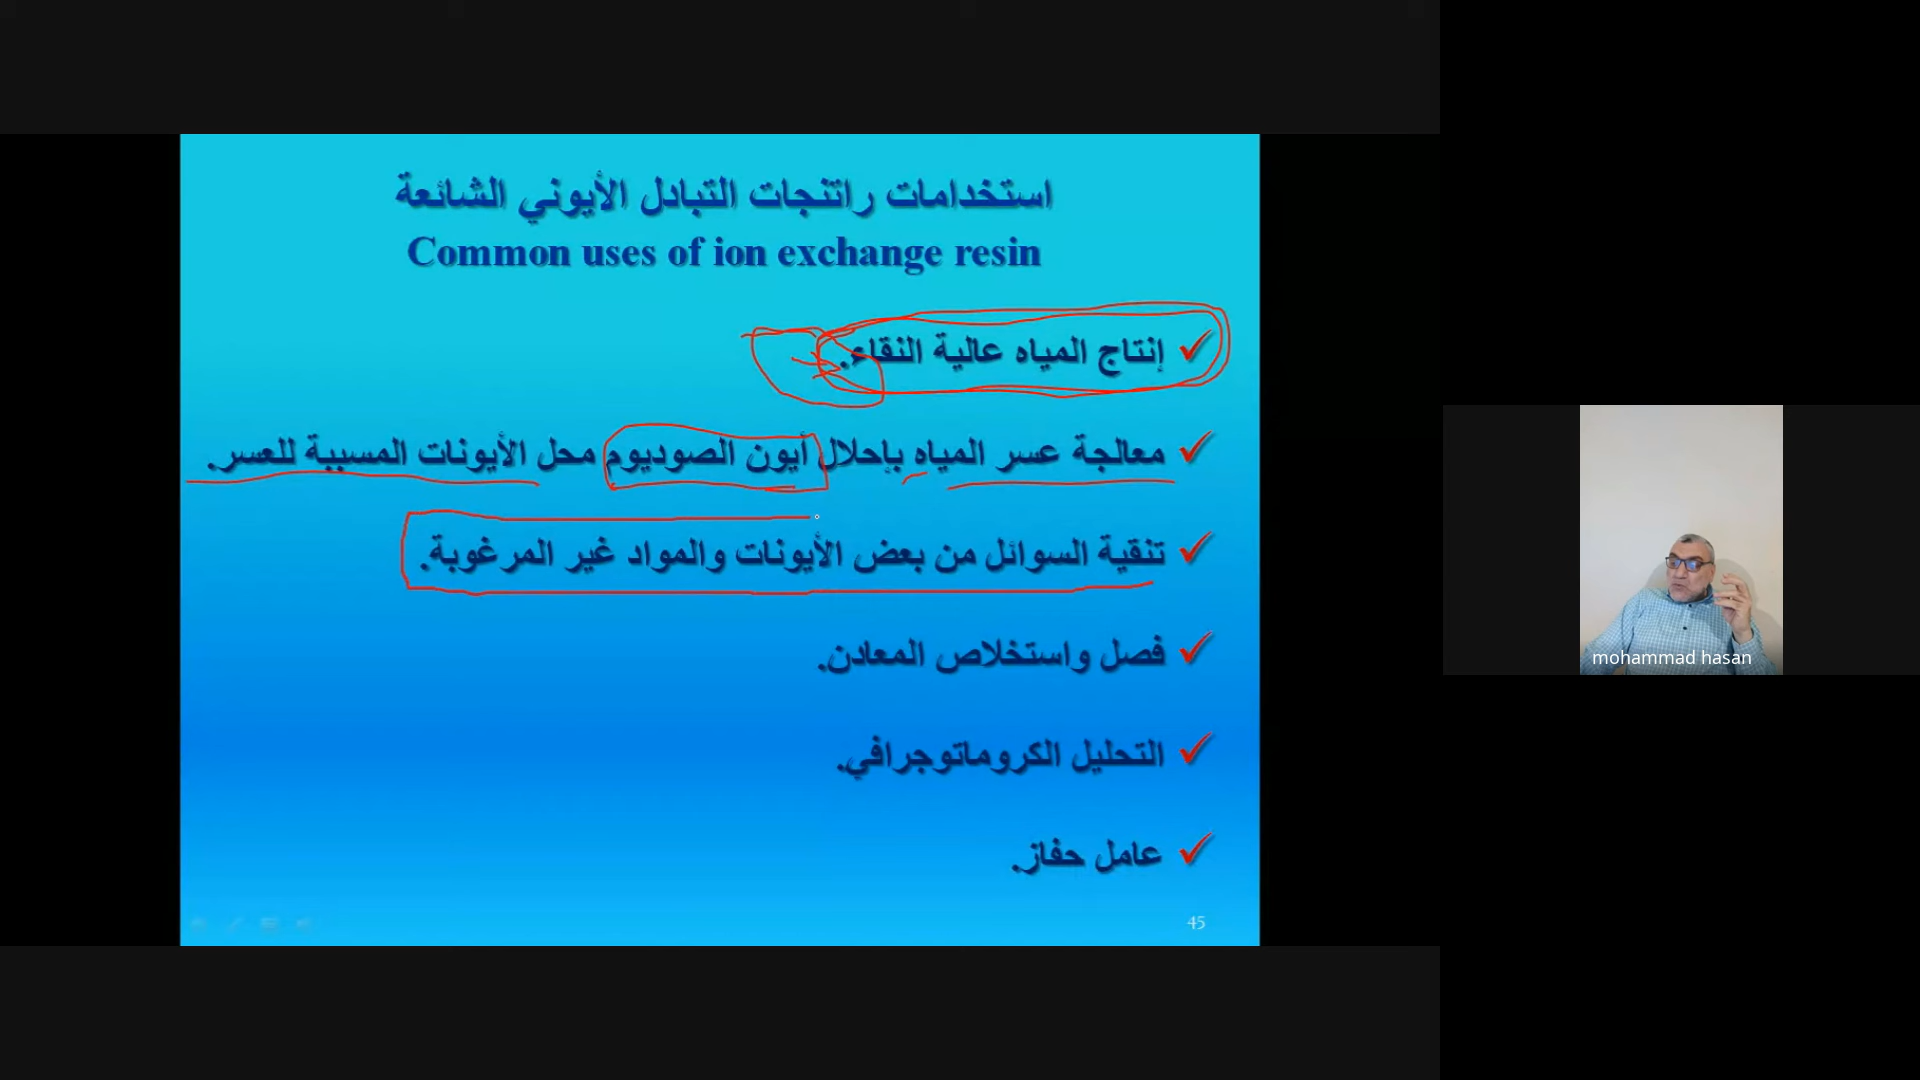 استخدامات راتنجات التبادل الأيوني الشائعة
Common uses of ion exchange resin
✓ إنتاج المياه عالية النقاء.
✓ معالجة عسر المياه بإحلال أيون الصوديوم محل الأيونات المسببة للعسر.
✓ تنقية السوائل من بعض الأيونات والمواد غير المرغوبة.
✓ فصل واستخلاص المعادن.
✓ التحليل الكروماتوجرافي.
✓ عامل حفاز.
45
mohammad hasan